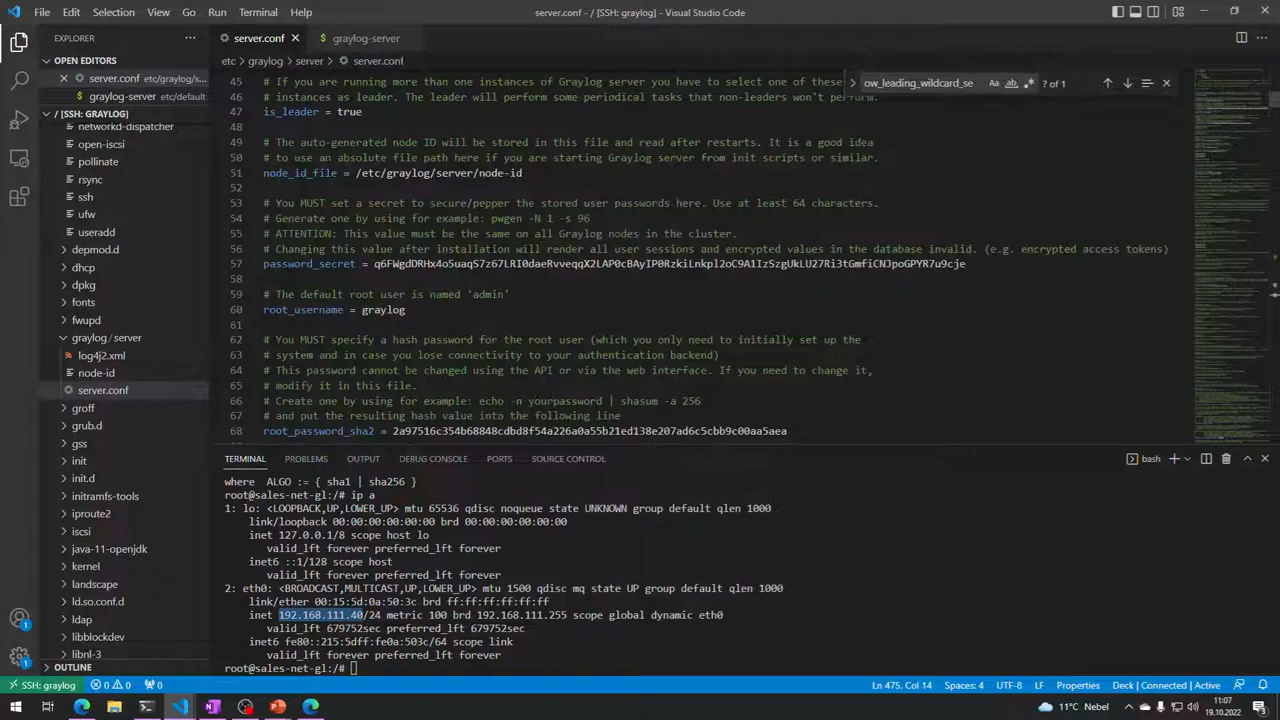 File Edit Selection View Go Run Terminal Help
server.conf - / [SSH: graylog] - Visual Studio Code
EXPLORER
OPEN EDITORS
server.conf etc/graylog/s...
graylog-server etc/default
[SSH: GRAYLOG]
networkd-dispatcher
open-iscsi
pollinate
rsync
ssh
ufw
useradd
depmod.d
dhcp
dpkg
fonts
fwupd
graylog / server
log4j2.xml
node-id
server.conf
groff
grub.d
gss
init
init.d
initramfs-tools
iproute2
iscsi
java-11-openjdk
kernel
landscape
ld.so.conf.d
ldap
libblockdev
libnl-3
OUTLINE
server.conf
graylog-server
etc > graylog > server > server.conf
ow_leading_wildcard_se
Aa ab
? of 1
45 # If you are running more than one instances of Graylog server you have to select one of these
46 # instances as leader. The leader will perform some periodical tasks that non-leaders won't perform.
47 is_leader = true
48
49 # The auto-generated node ID will be stored in this file and read after restarts. It is a good idea
50 # to use an absolute file path here if you are starting Graylog server from init scripts or similar.
51 node_id_file = /etc/graylog/server/node-id
52
53 # You MUST set a secret to secure/pepper the stored user passwords here. Use at least 64 characters.
54 # Generate one by using for example: pwgen -N 1 -s 96
55 # ATTENTION: This value must be the same on all Graylog nodes in the cluster.
56 # Changing this value after installation will render all user sessions and encrypted values in the database invalid. (e.g. encrypted access tokens)
57 password_secret =
58
59 # The default root user is named 'admin'
60 root_username = graylog
61
62 # You MUST specify a hash password for the root user (which you only need to initially set up the
63 # system and in case you lose connectivity to your authentication backend)
64 # This password cannot be changed using the API or via the web interface. If you need to change it,
65 # modify it in this file.
66 # Create one by using for example: echo -n yourpassword | shasum -a 256
67 # and put the resulting hash value into the following line
68 root_password_sha2 =
TERMINAL PROBLEMS OUTPUT DEBUG CONSOLE PORTS SOURCE CONTROL
bash
where ALGO := { sha1 | sha256 }
root@sales-net-gl:/# ip a
1: lo: <LOOPBACK,UP,LOWER_UP> mtu 65536 qdisc noqueue state UNKNOWN group default qlen 1000
link/loopback 00:00:00:00:00:00 brd 00:00:00:00:00:00
inet 127.0.0.1/8 scope host lo
valid_lft forever preferred_lft forever
inet6 ::1/128 scope host
valid_lft forever preferred_lft forever
2: eth0: <BROADCAST,MULTICAST,UP,LOWER_UP> mtu 1500 qdisc mq state UP group default qlen 1000
link/ether 00:15:5d:0a:50:3c brd ff:ff:ff:ff:ff:ff
inet 192.168.111.40/24 metric 100 brd 192.168.111.255 scope global dynamic eth0
valid_lft 679752sec preferred_lft 679752sec
inet6 fe80::215:5dff:fe0a:503c/64 scope link
valid_lft forever preferred_lft forever
root@sales-net-gl:/#
SSH: graylog 0 0 0
Ln 475, Col 14 Spaces: 4 UTF-8 LF Properties Deck | Connected | Active
11°C Nebel
11:07
19.10.2022